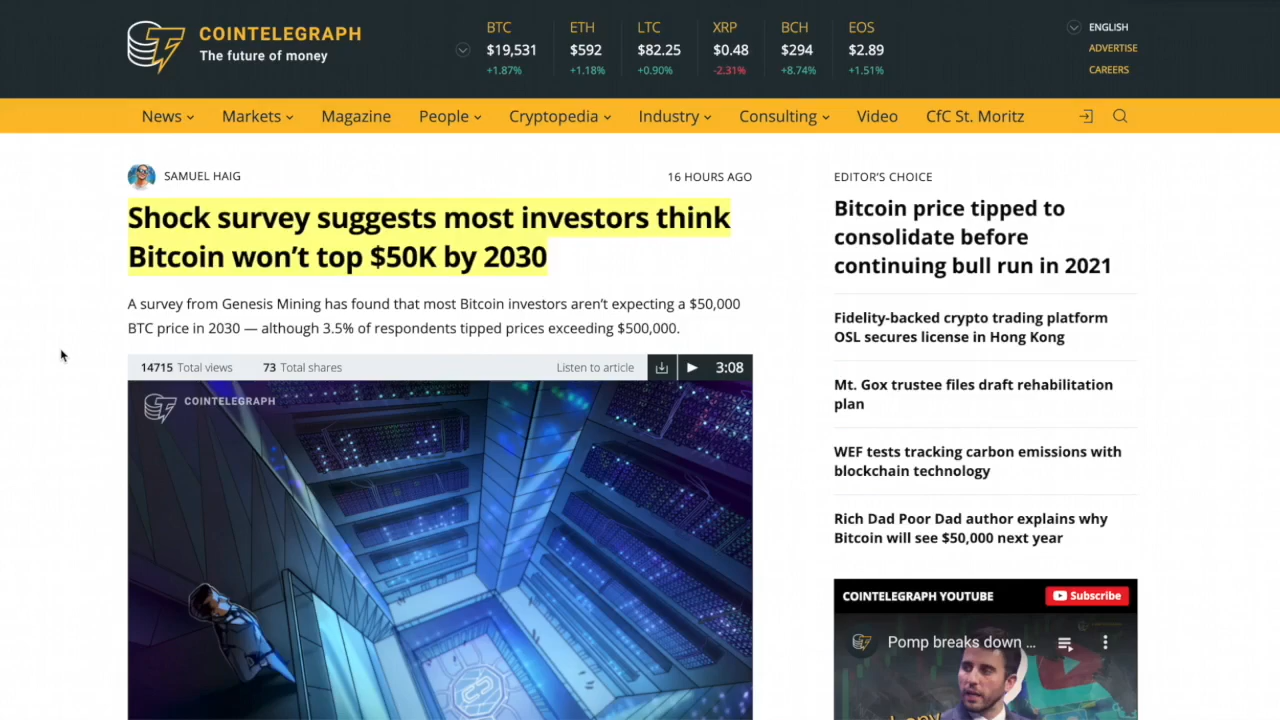 COINTELEGRAPH
The future of money
BTC
$19,531
+1.87%
ETH
$592
+1.18%
LTC
$82.25
+0.90%
XRP
$0.48
-2.31%
BCH
$294
+8.74%
EOS
$2.89
+1.51%
ENGLISH
ADVERTISE
CAREERS
News Markets Magazine People Cryptopedia Industry Consulting Video CfC St. Moritz
SAMUEL HAIG
16 HOURS AGO
Shock survey suggests most investors think
Bitcoin won’t top $50K by 2030
A survey from Genesis Mining has found that most Bitcoin investors aren’t expecting a $50,000
BTC price in 2030 — although 3.5% of respondents tipped prices exceeding $500,000.
14715 Total views 73 Total shares Listen to article 3:08
COINTELEGRAPH
EDITOR’S CHOICE
Bitcoin price tipped to
consolidate before
continuing bull run in 2021
Fidelity-backed crypto trading platform
OSL secures license in Hong Kong
Mt. Gox trustee files draft rehabilitation
plan
WEF tests tracking carbon emissions with
blockchain technology
Rich Dad Poor Dad author explains why
Bitcoin will see $50,000 next year
COINTELEGRAPH YOUTUBE
Subscribe
Pomp breaks down ...